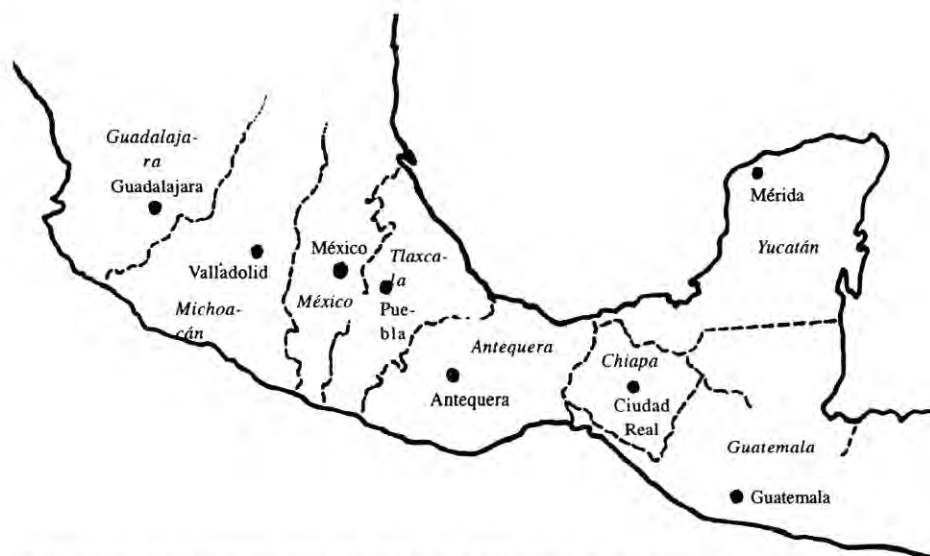 Guadalaja-
ra
Guadalajara
Valladolid
Michoa-
cán
México
México
Tlaxca-
la
Pue-
bla
Antequera
Antequera
Chiapa
Ciudad
Real
Mérida
Yucatán
Guatemala
Guatemala